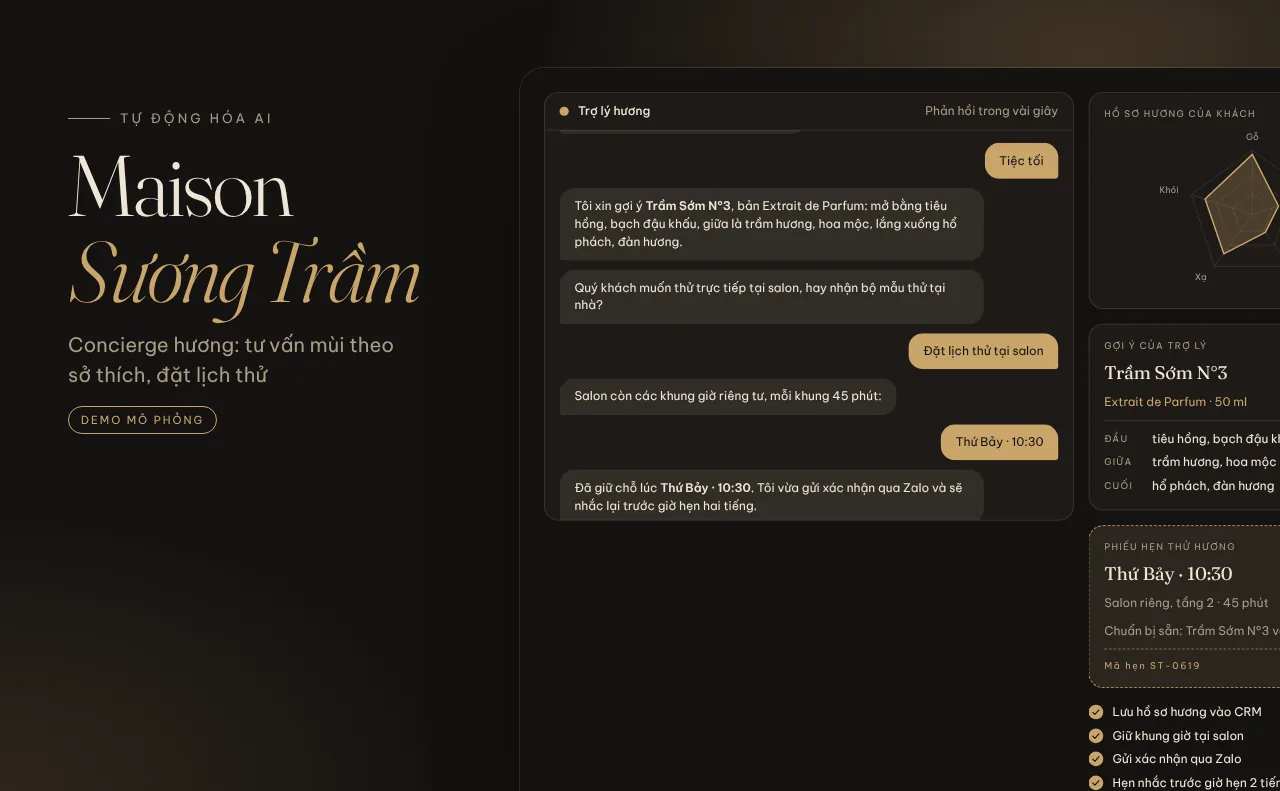 TỰ ĐỘNG HÓA AI
Maison
Sương Trầm
Concierge hương: tư vấn mùi theo
sở thích, đặt lịch thử
DEMO MÔ PHỎNG
Trợ lý hương
Phản hồi trong vài giây
Tiệc tối
Tôi xin gợi ý Trầm Sớm N°3, bản Extrait de Parfum: mở bằng tiêu
hồng, bạch đậu khấu, giữa là trầm hương, hoa mộc, lắng xuống hổ
phách, đàn hương.
Quý khách muốn thử trực tiếp tại salon, hay nhận bộ mẫu thử tại
nhà?
Đặt lịch thử tại salon
Salon còn các khung giờ riêng tư, mỗi khung 45 phút:
Thứ Bảy · 10:30
Đã giữ chỗ lúc Thứ Bảy · 10:30. Tôi vừa gửi xác nhận qua Zalo và sẽ
nhắc lại trước giờ hẹn hai tiếng.
HỒ SƠ HƯƠNG CỦA KHÁCH
Gỗ
Khói
Xạ
GỢI Ý CỦA TRỢ LÝ
Trầm Sớm N°3
Extrait de Parfum · 50 ml
ĐẦU tiêu hồng, bạch đậu
GIỮA trầm hương, hoa mộc
CUỐI hổ phách, đàn hương
PHIẾU HẸN THỬ HƯƠNG
Thứ Bảy · 10:30
Salon riêng, tầng 2 · 45 phút
Chuẩn bị sẵn: Trầm Sớm N°3
Mã hẹn ST-0619
Lưu hồ sơ hương vào CRM
Giữ khung giờ tại salon
Gửi xác nhận qua Zalo
Hẹn nhắc trước giờ hẹn 2